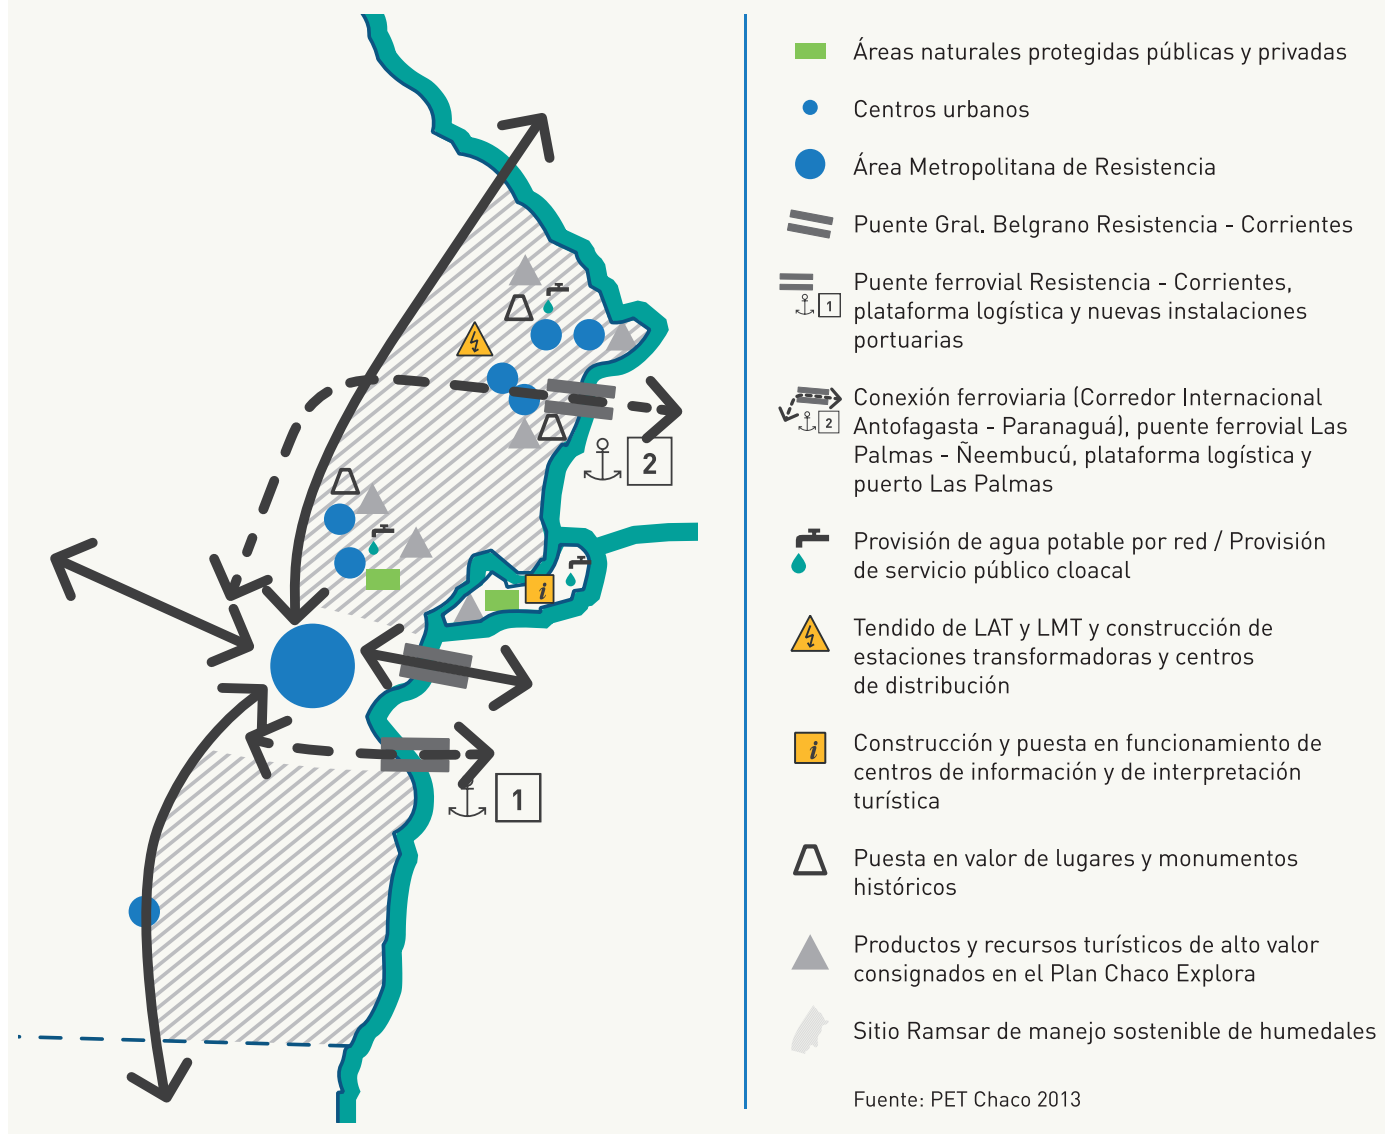 Áreas naturales protegidas públicas y privadas
Centros urbanos
Área Metropolitana de Resistencia
Puente Gral. Belgrano Resistencia - Corrientes
1
Puente ferrovial Resistencia - Corrientes,
plataforma logística y nuevas instalaciones
portuarias
2
Conexión ferroviaria (Corredor Internacional
Antofagasta - Paranaguá), puente ferrovial Las
Palmas - Ñeembucú, plataforma logística y
puerto Las Palmas
Provisión de agua potable por red / Provisión
de servicio público cloacal
Tendido de LAT y LMT y construcción de
estaciones transformadoras y centros
de distribución
i
Construcción y puesta en funcionamiento de
centros de información y de interpretación
turística
Puesta en valor de lugares y monumentos
históricos
Productos y recursos turísticos de alto valor
consignados en el Plan Chaco Explora
Sitio Ramsar de manejo sostenible de humedales
Fuente: PET Chaco 2013
2
i
1